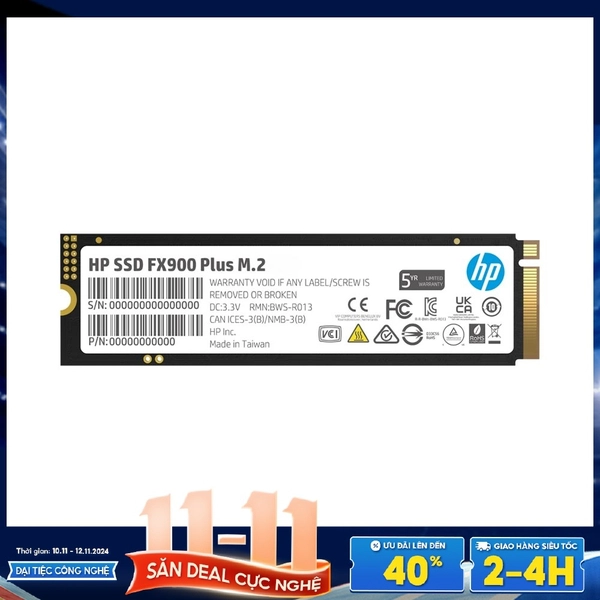 HP SSD FX900 Plus M.2
S/N: 000000000000000
P/N:00000000000
WARRANTY VOID IF ANY LABEL/SCREW IS
REMOVED OR BROKEN
DC:3.3V RMN:BWS-R013
CAN ICES-3(B)/NMB-3(B)
HP Inc.
Made in Taiwan
5YR
LIMITED
WARRANTY
hp
UK
CA
VCI
RoHS
11-11
SĂN DEAL CỰC NGHỆ
Thời gian: 10.11 - 12.11.2024
ĐẠI TIỆC CÔNG NGHỆ
ƯU ĐÃI LÊN ĐẾN
40%
GIAO HÀNG SIÊU TỐC
2-4H